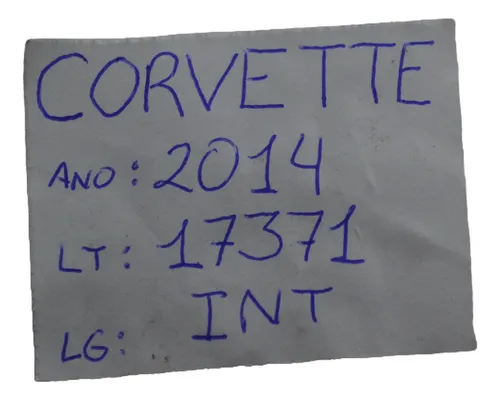 CORVETTE
ANO: 2014
LT: 17371
INT
LG: